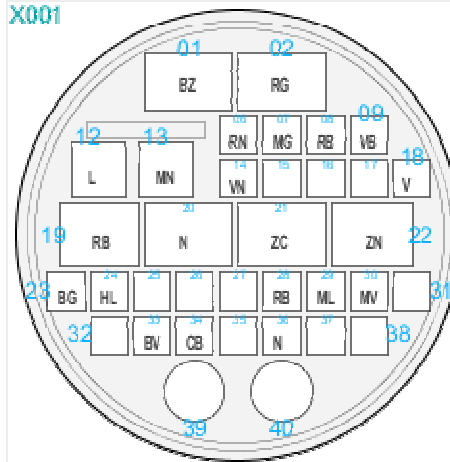 X001
01 02
BZ RG
06 07 08 09
RN MG RB VB
12 13
L MN
14 15 16 17 18
VN V
19 20 21 22
RB N ZC ZN
23 24 25 26 27 28 29 30 31
BG HL RB ML MV
32 33 34 35 36 37 38
BV CB N
39 40